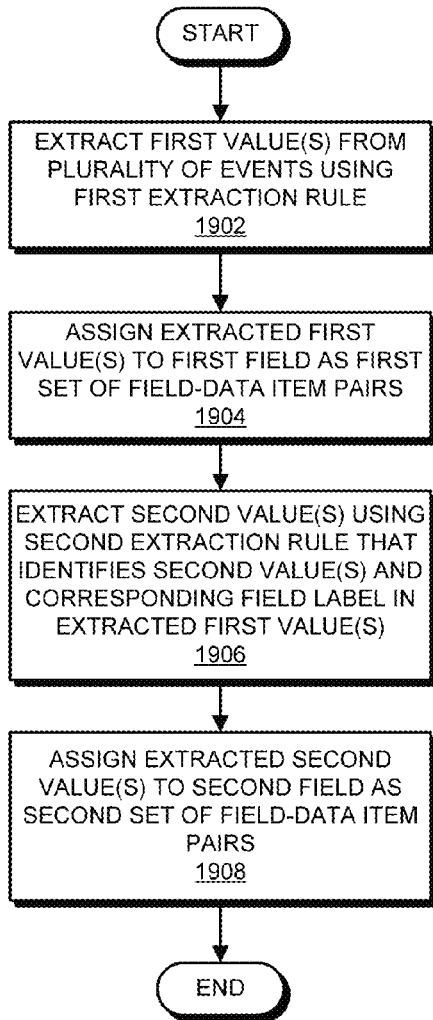 START
EXTRACT FIRST VALUE(S) FROM
PLURALITY OF EVENTS USING
FIRST EXTRACTION RULE
1902
ASSIGN EXTRACTED FIRST
VALUE(S) TO FIRST FIELD AS FIRST
SET OF FIELD-DATA ITEM PAIRS
1904
EXTRACT SECOND VALUE(S) USING
SECOND EXTRACTION RULE THAT
IDENTIFIES SECOND VALUE(S) AND
CORRESPONDING FIELD LABEL IN
EXTRACTED FIRST VALUE(S)
1906
ASSIGN EXTRACTED SECOND
VALUE(S) TO SECOND FIELD AS
SECOND SET OF FIELD-DATA ITEM
PAIRS
1908
END